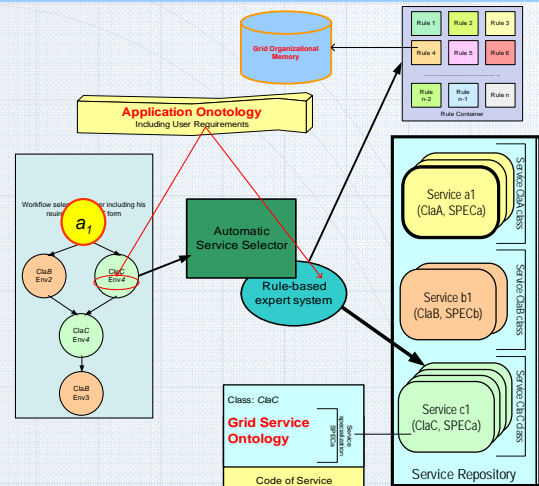 Grid Organizational
Memory
Rule 1
Rule 2
Rule 3
Rule 4
Rule 5
Rule 6
Rule
n-2
Rule
n-1
Rule n
Rule Container
Application Onotology
Including User Requirements
Workflow sele
er including his
form
a1
ClaB
Env2
ClaC
Env4
ClaC
Env4
ClaB
Env3
Automatic
Service Selector
Rule-based
expert system
Service a1
(ClaA, SPECa)
Service ClaA class
Service b1
(ClaB, SPECb)
Service ClaB class
Service c1
(ClaC, SPECa)
Service ClaC class
Service Repository
Class: ClaC
Grid Service
Ontology
Service
specialization
SPECa
Code of Service